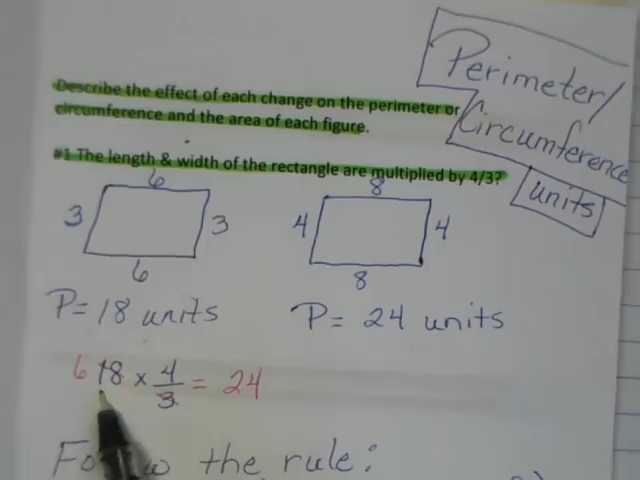 Perimeter/
Circumference
units
Describe the effect of each change on the perimeter or
circumference and the area of each figure.
#1 The length & width of the rectangle are multiplied by 4/3?
6 8
3 3 4 4
6 8
P= 18 units P= 24 units
6 18 × 4/3 = 24
the rule: